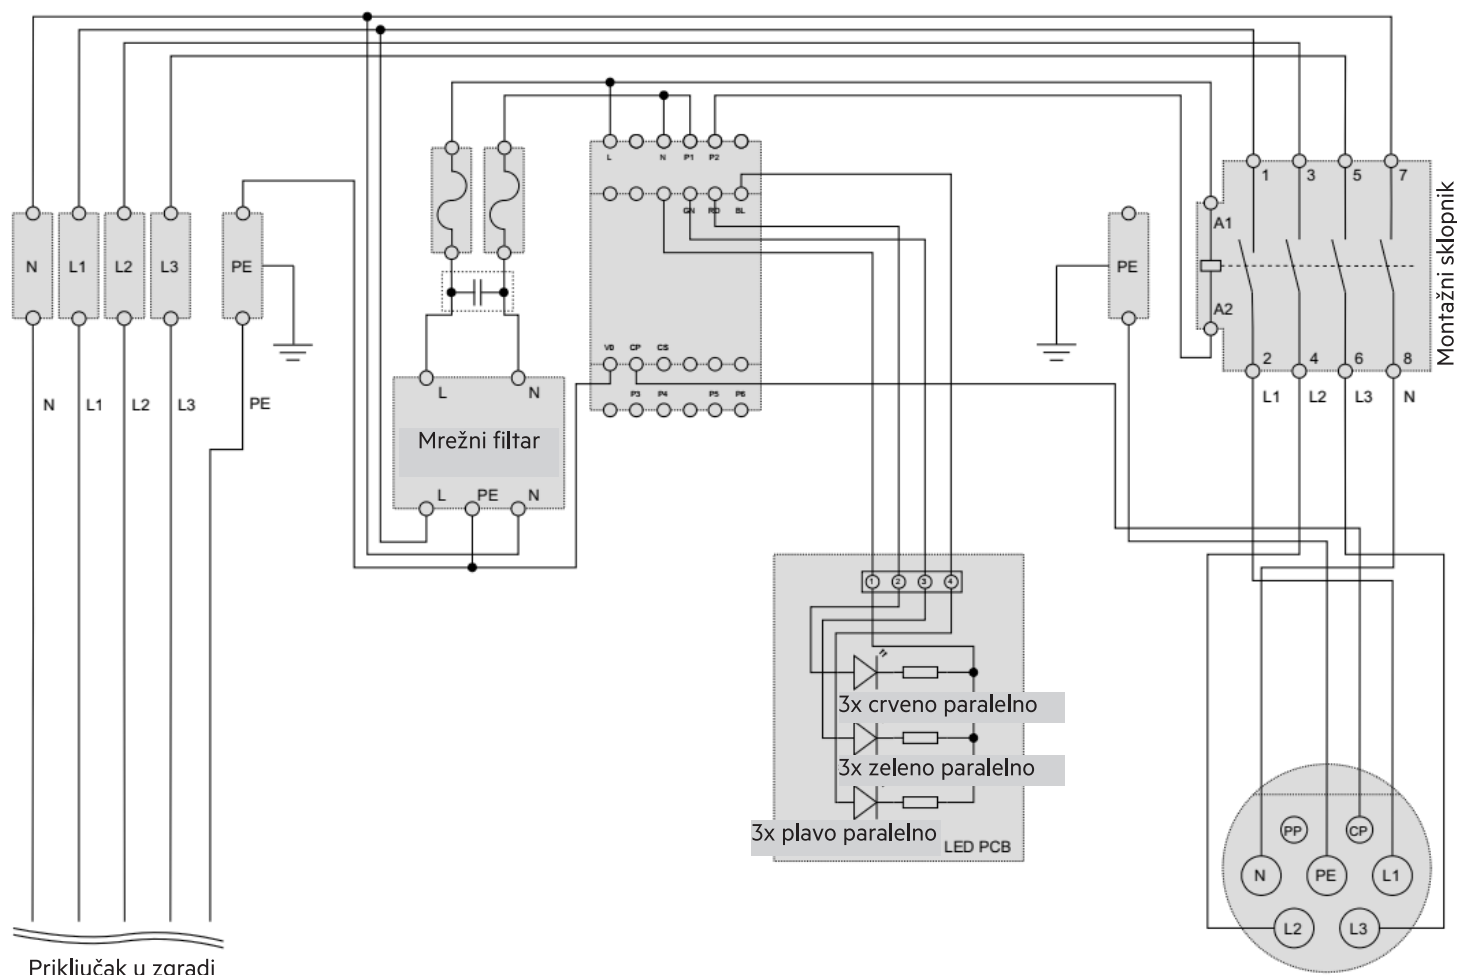 L N P1 P2
1 3 5 7
Montažni sklopnik
GN RD BL
A1
N L1 L2 L3 PE
PE
A2
V0 CP CS
2 4 6 8
L N
P3 P4 P5 P6
L1 L2 L3 N
N L1 L2 L3 PE
Mrežni filtar
L PE N
1 2 3 4
3x crveno paralelno
3x zeleno paralelno
3x plavo paralelno
LED PCB
PP CP
N PE L1
L2 L3
Priključak u zgradi